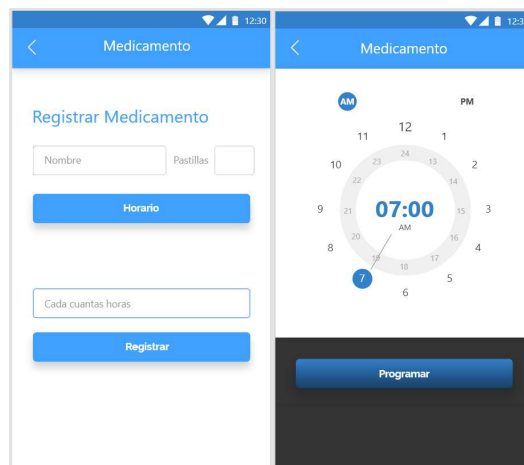 12:30
Medicamento
Registrar Medicamento
Nombre
Pastillas
Horario
Cada cuantas horas
Registrar
12:3
Medicamento
AM
PM
12
11
1
24
23
13
10
2
22
14
9
21
07:00
15
3
AM
20
16
8
4
19
17
18
7
5
6
Programar